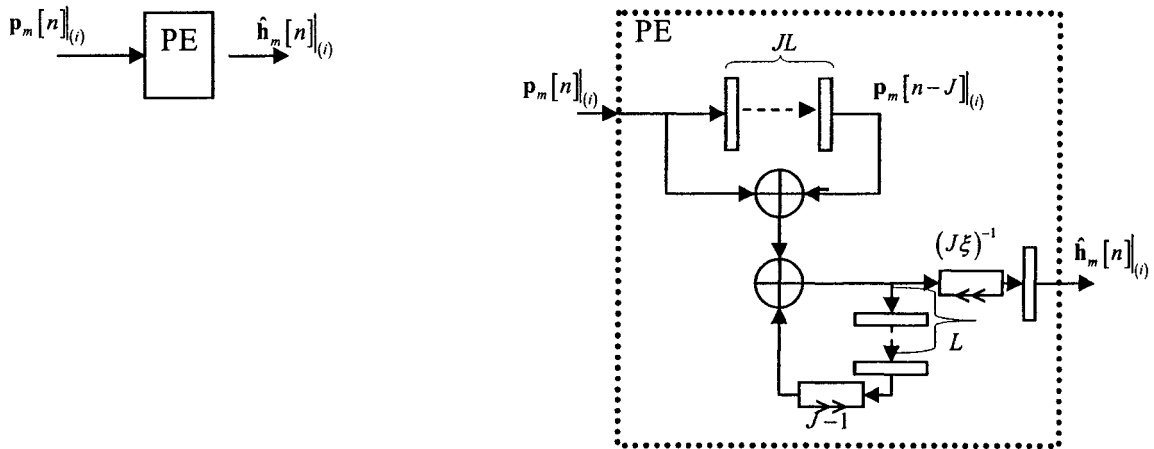 p_m[n]|_(i)
PE
ĥ_m[n]|_(i)
PE
JL
p_m[n]|_(i)
p_m[n−J]|_(i)
−
(Jξ)^{-1}
ĥ_m[n]|_(i)
L
J−1